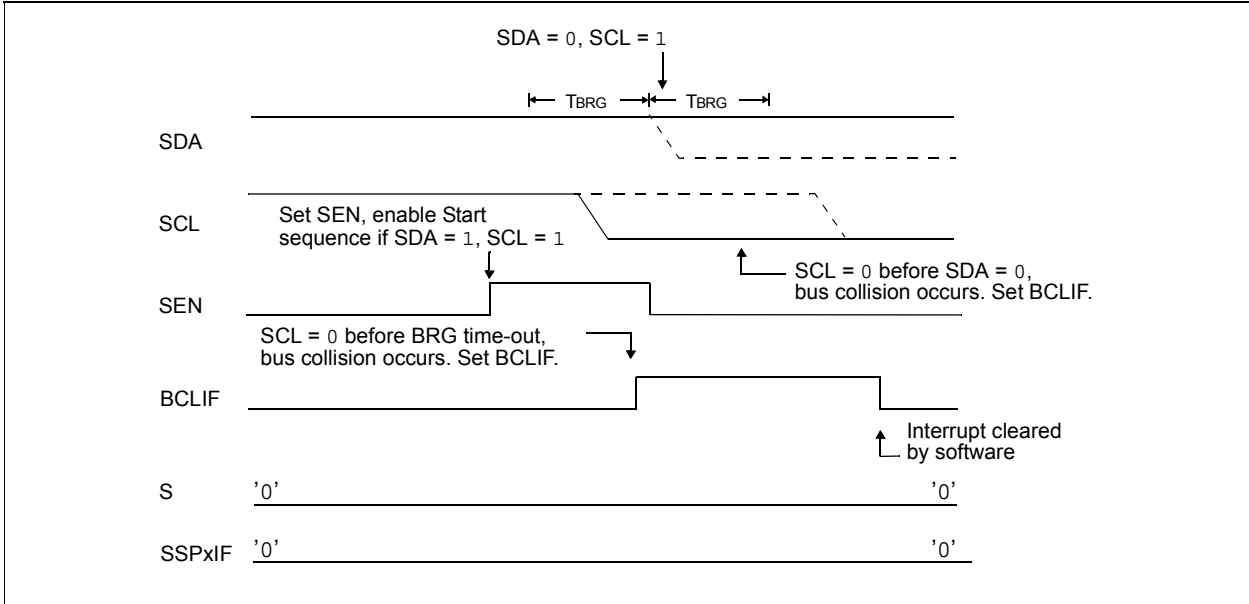 SDA = 0, SCL = 1
TBRG TBRG
SDA
SCL
Set SEN, enable Start
sequence if SDA = 1, SCL = 1
SCL = 0 before SDA = 0,
bus collision occurs. Set BCLIF.
SEN
SCL = 0 before BRG time-out,
bus collision occurs. Set BCLIF.
BCLIF
Interrupt cleared
by software
S '0' '0'
SSPxIF '0' '0'